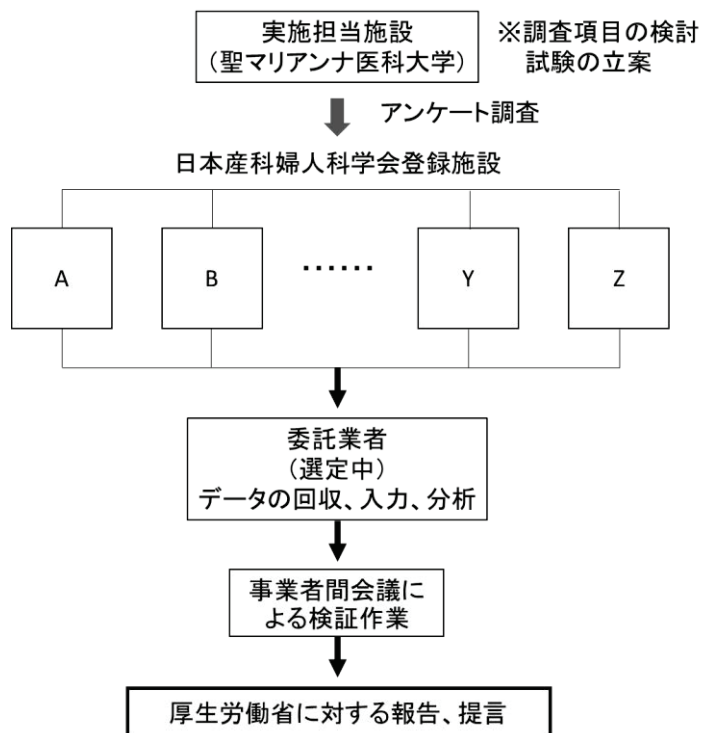 実施担当施設
(聖マリアンナ医科大学)
※調査項目の検討
試験の立案
アンケート調査
日本産科婦人科学会登録施設
A
B
‥‥‥
Y
Z
委託業者
(選定中)
データの回収、入力、分析
事業者間会議に
よる検証作業
厚生労働省に対する報告、提言